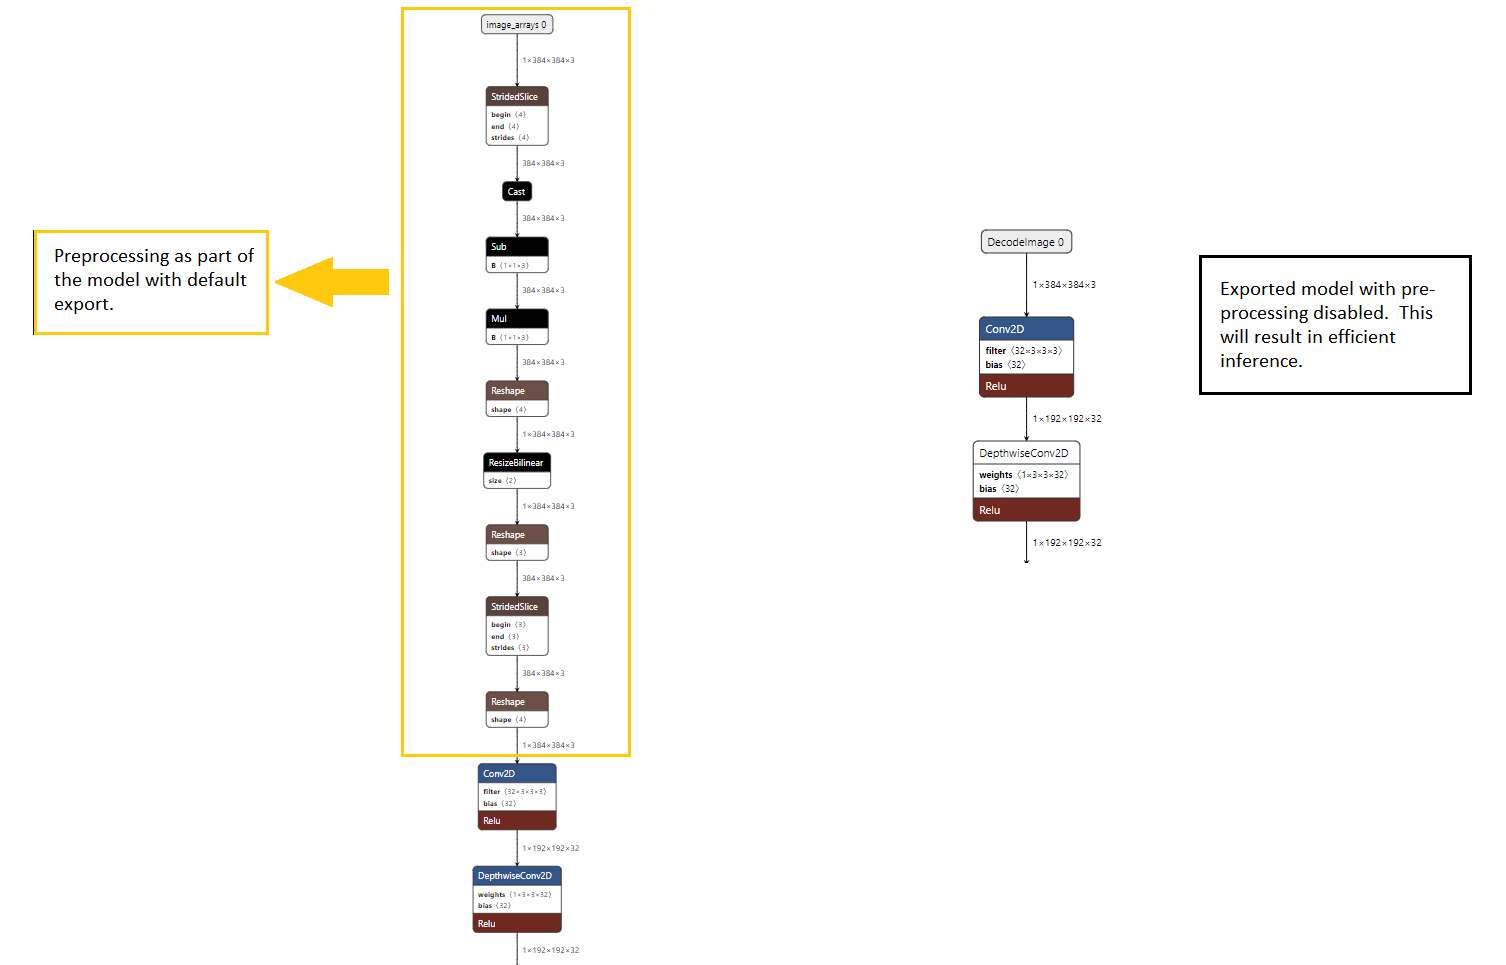 image_arrays 0
1×384×384×3
StridedSlice
begin ⟨4⟩
end ⟨4⟩
strides ⟨4⟩
384×384×3
Cast
384×384×3
Sub
B ⟨1×1×3⟩
384×384×3
Mul
B ⟨1×1×3⟩
384×384×3
Reshape
shape ⟨4⟩
1×384×384×3
ResizeBilinear
size ⟨2⟩
1×384×384×3
Reshape
shape ⟨3⟩
384×384×3
StridedSlice
begin ⟨3⟩
end ⟨3⟩
strides ⟨3⟩
384×384×3
Reshape
shape ⟨4⟩
1×384×384×3
Conv2D
filter ⟨32×3×3×3⟩
bias ⟨32⟩
Relu
1×192×192×32
DepthwiseConv2D
weights ⟨1×3×3×32⟩
bias ⟨32⟩
Relu
1×192×192×32
Preprocessing as part of
the model with default
export.
DecodeImage 0
1×384×384×3
Conv2D
filter ⟨32×3×3×3⟩
bias ⟨32⟩
Relu
1×192×192×32
DepthwiseConv2D
weights ⟨1×3×3×32⟩
bias ⟨32⟩
Relu
1×192×192×32
Exported model with pre-
processing disabled.  This
will result in efficient
inference.